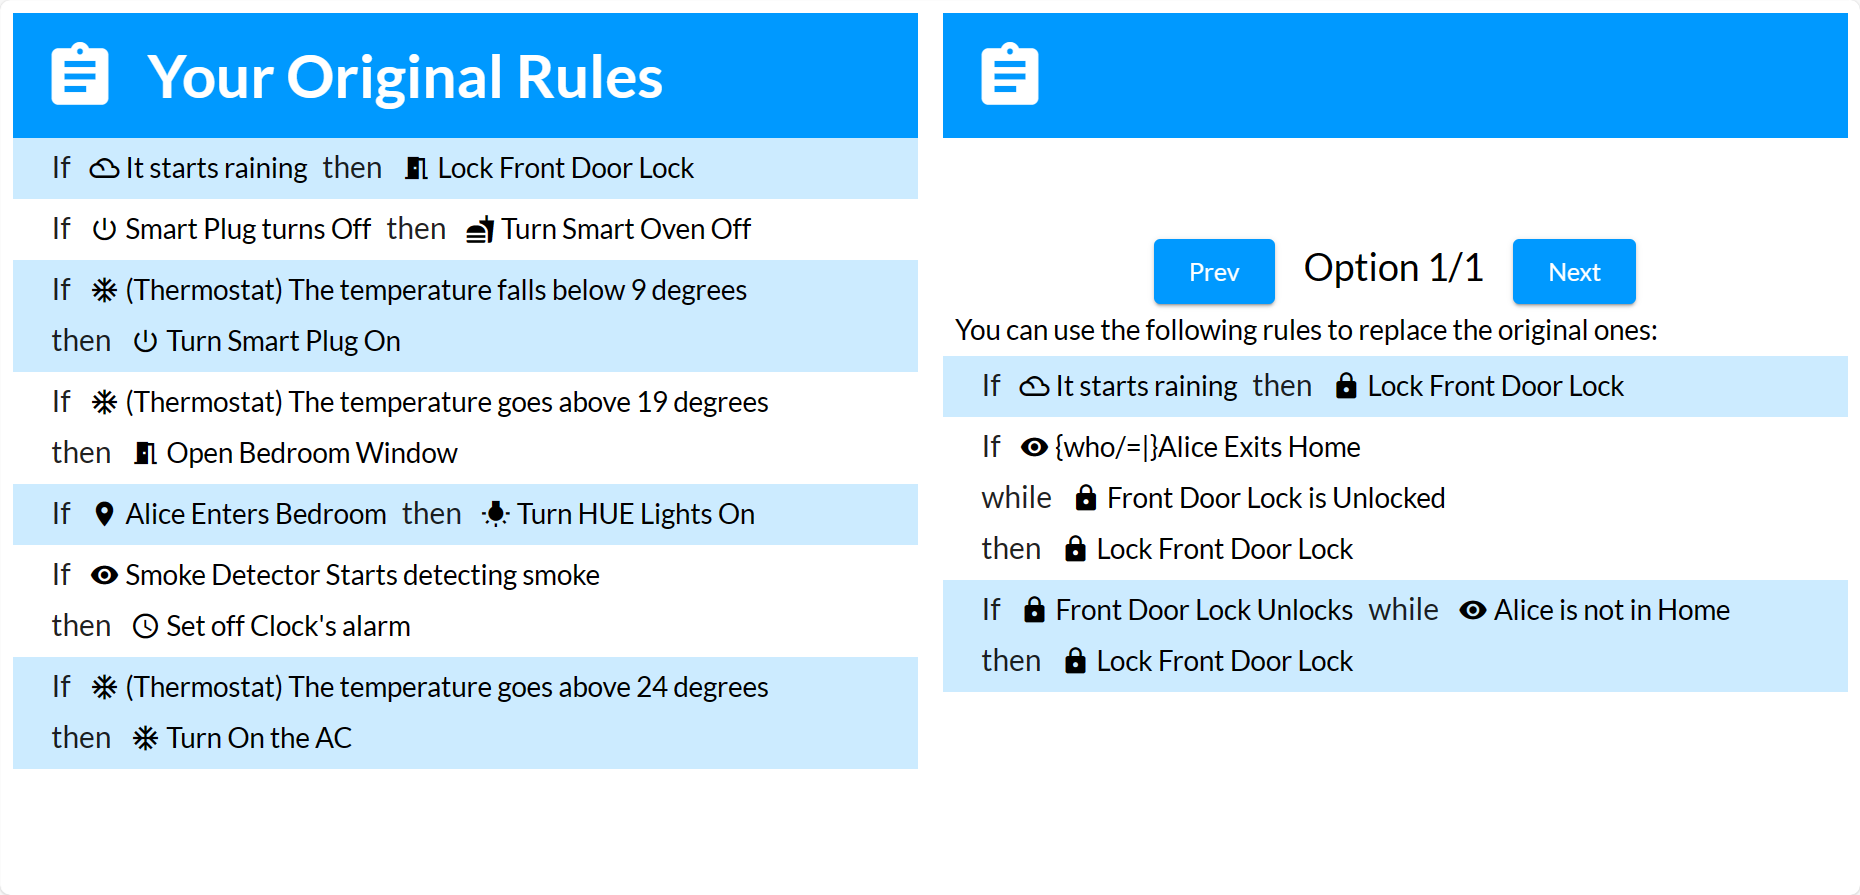 Your Original Rules
If It starts raining then Lock Front Door Lock
If Smart Plug turns Off then Turn Smart Oven Off
If (Thermostat) The temperature falls below 9 degrees
then Turn Smart Plug On
If (Thermostat) The temperature goes above 19 degrees
then Open Bedroom Window
If Alice Enters Bedroom then Turn HUE Lights On
If Smoke Detector Starts detecting smoke
then Set off Clock's alarm
If (Thermostat) The temperature goes above 24 degrees
then Turn On the AC
Prev Option 1/1 Next
You can use the following rules to replace the original ones:
If It starts raining then Lock Front Door Lock
If {who/=|}Alice Exits Home
while Front Door Lock is Unlocked
then Lock Front Door Lock
If Front Door Lock Unlocks while Alice is not in Home
then Lock Front Door Lock